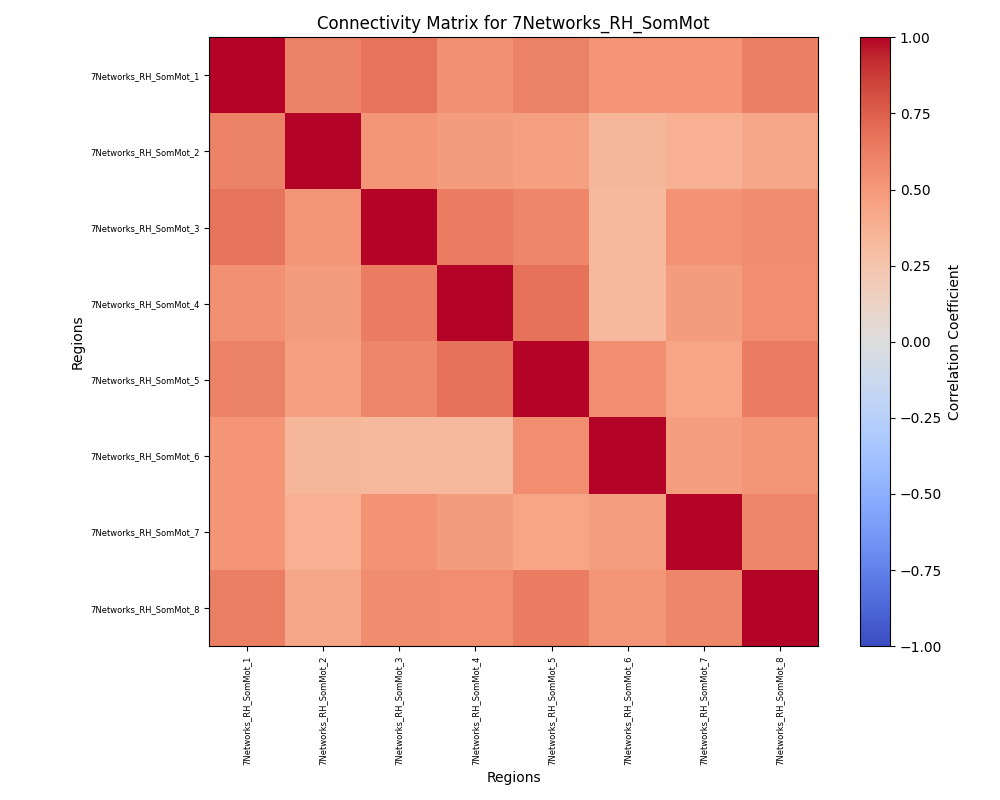 Connectivity Matrix for 7Networks_RH_SomMot
7Networks_RH_SomMot_1
7Networks_RH_SomMot_2
7Networks_RH_SomMot_3
7Networks_RH_SomMot_4
7Networks_RH_SomMot_5
7Networks_RH_SomMot_6
7Networks_RH_SomMot_7
7Networks_RH_SomMot_8
Regions
7Networks_RH_SomMot_1
7Networks_RH_SomMot_2
7Networks_RH_SomMot_3
7Networks_RH_SomMot_4
7Networks_RH_SomMot_5
7Networks_RH_SomMot_6
7Networks_RH_SomMot_7
7Networks_RH_SomMot_8
Regions
1.00
0.75
0.50
0.25
0.00
−0.25
−0.50
−0.75
−1.00
Correlation Coefficient